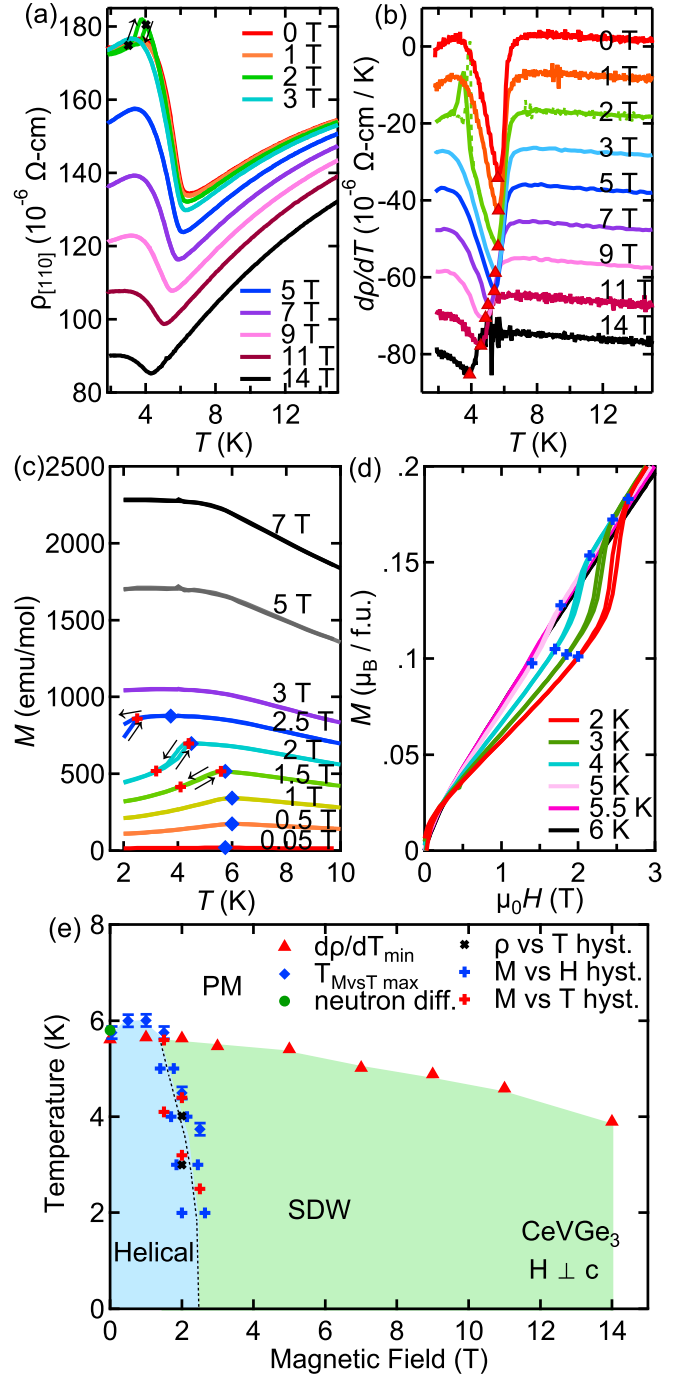 (a)
ρ[110] (10⁻⁶ Ω-cm)
180
160
140
120
100
80
0 T
1 T
2 T
3 T
5 T
7 T
9 T
11 T
14 T
4
8
12
T (K)
(b)
dρ/dT (10⁻⁶ Ω-cm / K)
0
-20
-40
-60
-80
0 T
1 T
2 T
3 T
5 T
7 T
9 T
11 T
14 T
4
8
12
T (K)
(c)
M (emu/mol)
2500
2000
1500
1000
500
0
7 T
5 T
3 T
2.5 T
2 T
1.5 T
1 T
0.5 T
0.05 T
2
4
6
8
10
T (K)
(d)
M (μB / f.u.)
.2
.15
.1
.05
0
2 K
3 K
4 K
5 K
5.5 K
6 K
0
1
2
3
μ₀H (T)
(e)
Temperature (K)
8
6
4
2
0
dρ/dTmin
TMvsT max
neutron diff.
ρ vs T hyst.
M vs H hyst.
M vs T hyst.
PM
SDW
Helical
CeVGe₃
H ⊥ c
0
2
4
6
8
10
12
14
Magnetic Field (T)